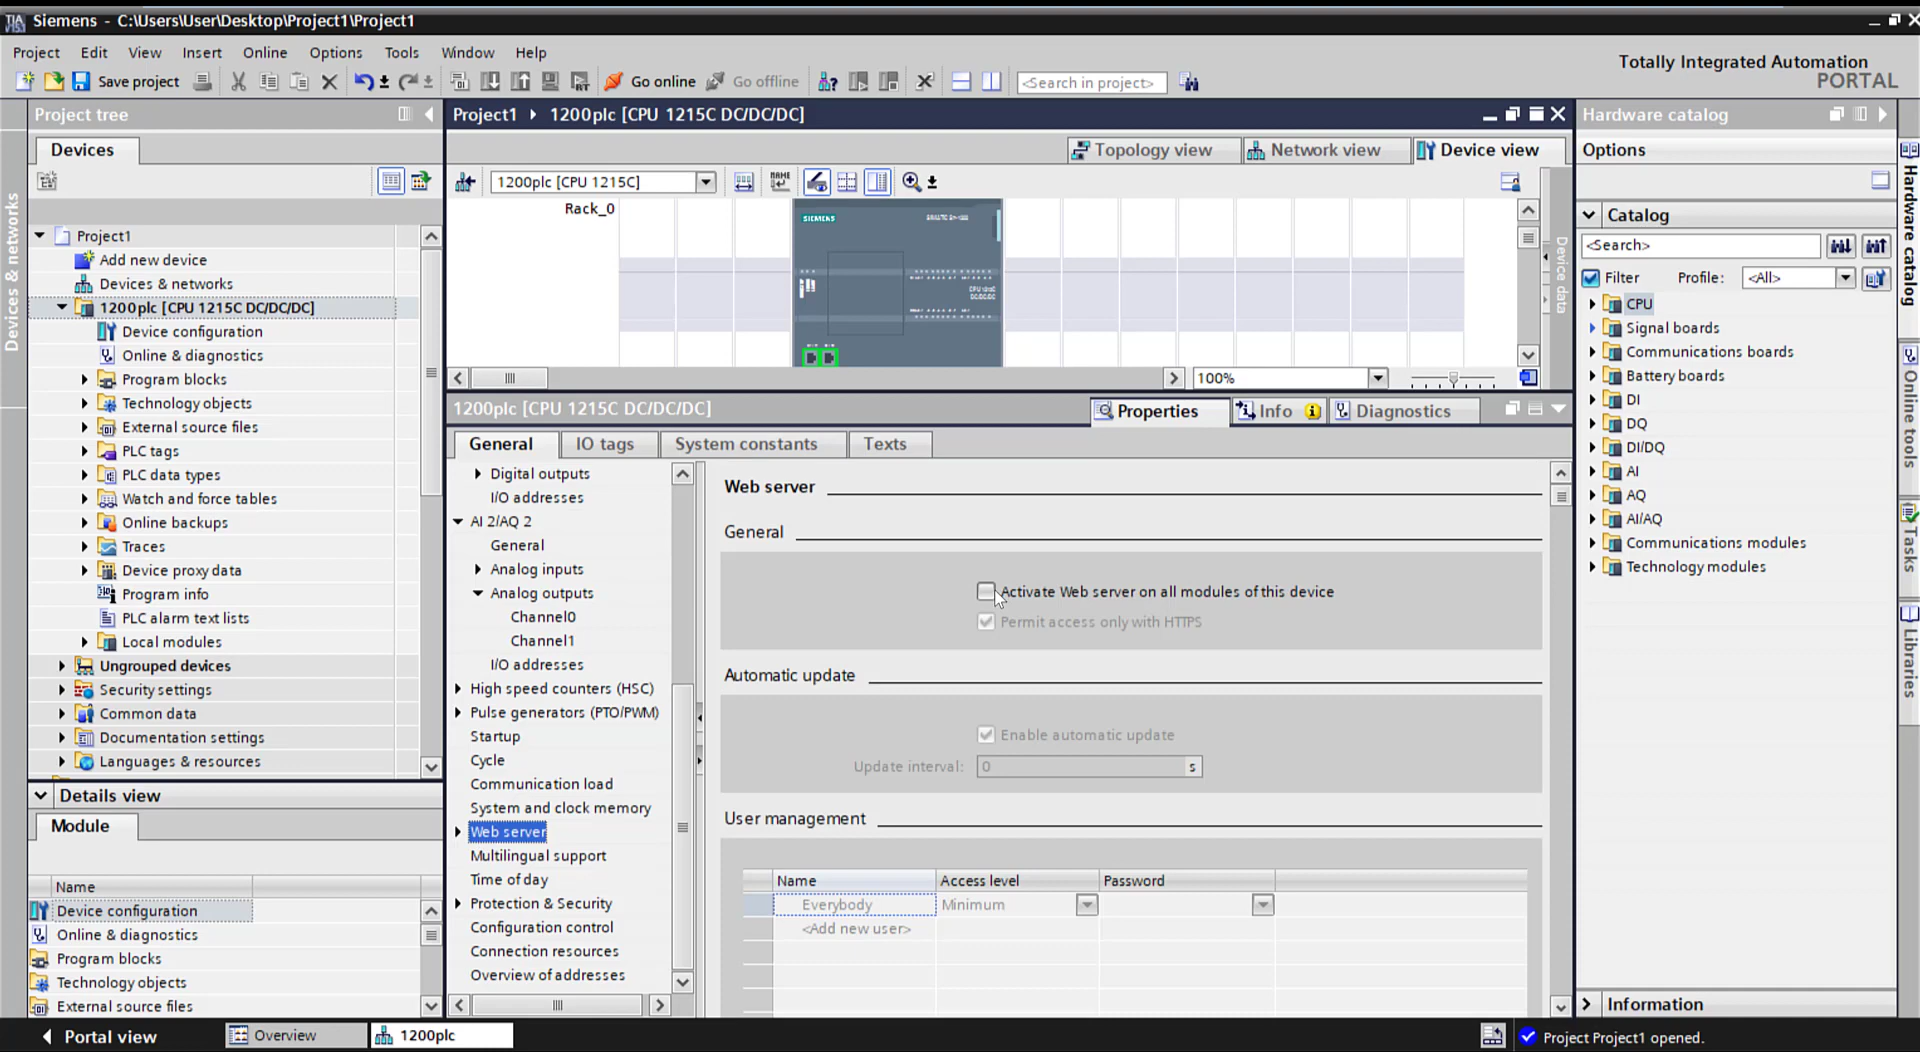 Siemens - C:\Users\User\Desktop\Project1\Project1
Project Edit View Insert Online Options Tools Window Help
Totally Integrated Automation
PORTAL
Save project
Go online
Go offline
<Search in project>
Project tree
Devices
Devices & networks
Project1
Add new device
Devices & networks
1200plc [CPU 1215C DC/DC/DC]
Device configuration
Online & diagnostics
Program blocks
Technology objects
External source files
PLC tags
PLC data types
Watch and force tables
Online backups
Traces
Device proxy data
Program info
PLC alarm text lists
Local modules
Ungrouped devices
Security settings
Common data
Documentation settings
Languages & resources
Details view
Module
Name
Device configuration
Online & diagnostics
Program blocks
Technology objects
External source files
Project1 1200plc [CPU 1215C DC/DC/DC]
Topology view
Network view
Device view
1200plc [CPU 1215C]
Rack_0
SIEMENS
Device data
100%
1200plc [CPU 1215C DC/DC/DC]
Properties
Info
Diagnostics
General
IO tags
System constants
Texts
Digital outputs
I/O addresses
AI 2/AQ 2
General
Analog inputs
Analog outputs
Channel0
Channel1
I/O addresses
High speed counters (HSC)
Pulse generators (PTO/PWM)
Startup
Cycle
Communication load
System and clock memory
Web server
Multilingual support
Time of day
Protection & Security
Configuration control
Connection resources
Overview of addresses
Web server
General
Activate Web server on all modules of this device
Permit access only with HTTPS
Automatic update
Enable automatic update
Update interval: 0 s
User management
Name Access level Password
Everybody Minimum
<Add new user>
Hardware catalog
Options
Catalog
<Search>
Filter Profile: <All>
CPU
Signal boards
Communications boards
Battery boards
DI
DQ
DI/DQ
AI
AQ
AI/AQ
Communications modules
Technology modules
Information
Hardware catalog
Online tools
Tasks
Libraries
Portal view
Overview
1200plc
Project Project1 opened.